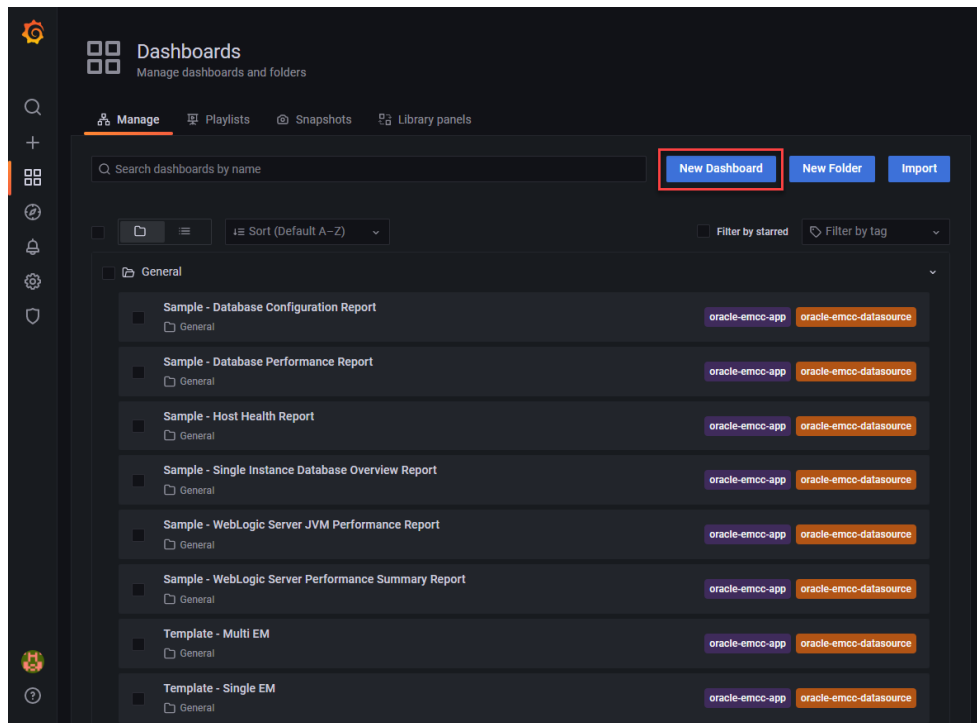 Dashboards
Manage dashboards and folders
Manage Playlists Snapshots Library panels
Search dashboards by name New Dashboard New Folder Import
Sort (Default A–Z) Filter by starred Filter by tag
General
Sample - Database Configuration Report
General oracle-emcc-app oracle-emcc-datasource
Sample - Database Performance Report
General oracle-emcc-app oracle-emcc-datasource
Sample - Host Health Report
General oracle-emcc-app oracle-emcc-datasource
Sample - Single Instance Database Overview Report
General oracle-emcc-app oracle-emcc-datasource
Sample - WebLogic Server JVM Performance Report
General oracle-emcc-app oracle-emcc-datasource
Sample - WebLogic Server Performance Summary Report
General oracle-emcc-app oracle-emcc-datasource
Template - Multi EM
General oracle-emcc-app oracle-emcc-datasource
Template - Single EM
General oracle-emcc-app oracle-emcc-datasource